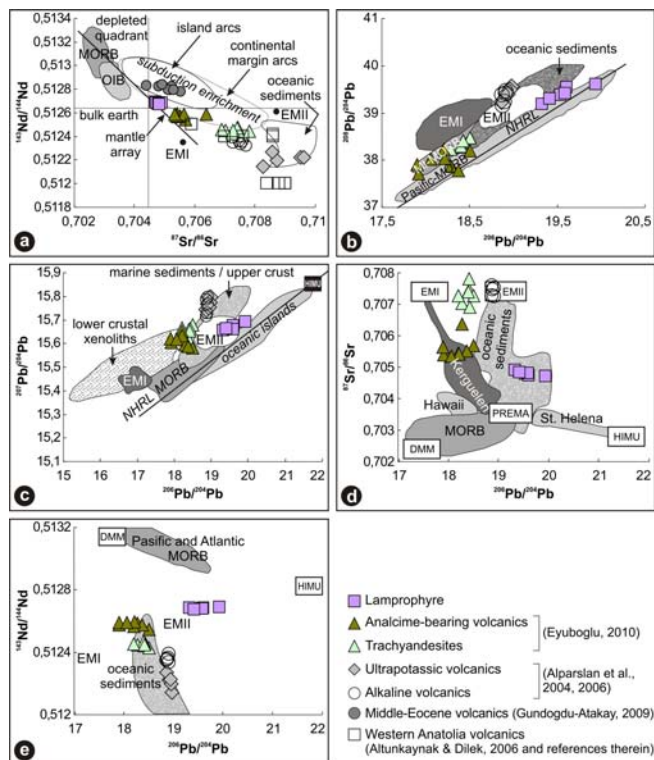 depleted
quadrant
island arcs
continental
margin arcs
oceanic
sediments
MORB
OIB
subduction enrichment
bulk earth
mantle
array
EMI
EMII
0,5134
0,513
0,5126
0,5122
0,512
0,702
0,704
0,706
0,708
0,71
¹⁴³Nd/¹⁴⁴Nd
⁸⁷Sr/⁸⁶Sr
a
41
40
39
38
37
17,5
18,5
19,5
20,5
oceanic
sediments
EMI
EMII
NHRL
Pasific-MORB
²⁰⁶Pb/²⁰⁴Pb
b
15,9
15,8
15,7
15,6
15,5
15,4
15,3
15,2
15,1
15
16
17
18
19
20
21
22
marine sediments / upper crust
HIMU
lower crustal
xenoliths
EMII
EMI
NHRL
MORB
oceanic Islands
²⁰⁷Pb/²⁰⁴Pb
²⁰⁶Pb/²⁰⁴Pb
c
0,708
0,707
0,706
0,705
0,704
0,703
0,702
17
18
19
20
21
22
EMI
EMII
oceanic
sediments
Kerguelen
Hawaii
PREMA
St. Helena
MORB
DMM
HIMU
⁸⁷Sr/⁸⁶Sr
²⁰⁶Pb/²⁰⁴Pb
d
0,5132
0,5128
0,5124
0,512
17
18
19
20
21
22
DMM
Pasific and Atlantic
MORB
HIMU
EMII
EMI
oceanic
sediments
¹⁴³Nd/¹⁴⁴Nd
²⁰⁶Pb/²⁰⁴Pb
e
Lamprophyre
Analcime-bearing volcanics
Trachyandesites
(Eyuboglu, 2010)
Ultrapotassic volcanics
Alkaline volcanics
(Alparslan et al.,
2004, 2006)
Middle-Eocene volcanics (Gundogdu-Atakay, 2009)
Western Anatolia volcanics
(Altunkaynak & Dilek, 2006 and references therein)